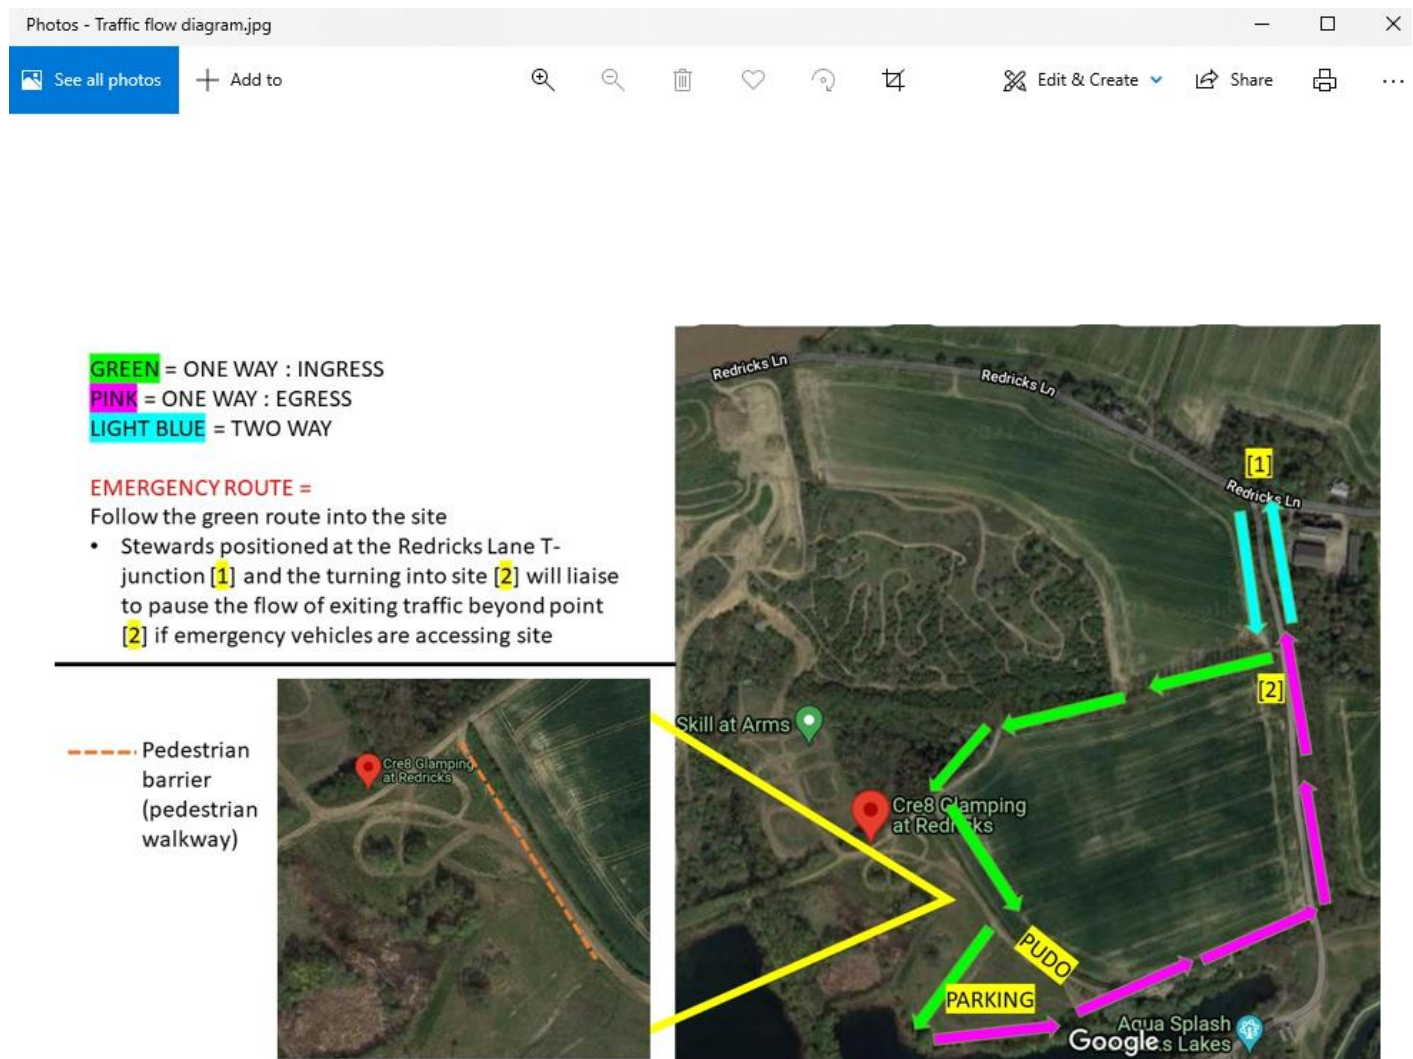 Photos - Traffic flow diagram.jpg
See all photos
Add to
Edit & Create
Share
GREEN = ONE WAY : INGRESS
PINK = ONE WAY : EGRESS
LIGHT BLUE = TWO WAY
EMERGENCY ROUTE =
Follow the green route into the site
• Stewards positioned at the Redricks Lane T-
junction [1] and the turning into site [2] will liaise
to pause the flow of exiting traffic beyond point
[2] if emergency vehicles are accessing site
Pedestrian
barrier
(pedestrian
walkway)
Cre8 Glamping
at Redricks
Redricks Ln
Redricks Ln
[1]
Redricks Ln
[2]
Skill at Arms
Cre8 Glamping
at Redricks
PUDO
PARKING
Aqua Splash
Google
s Lakes